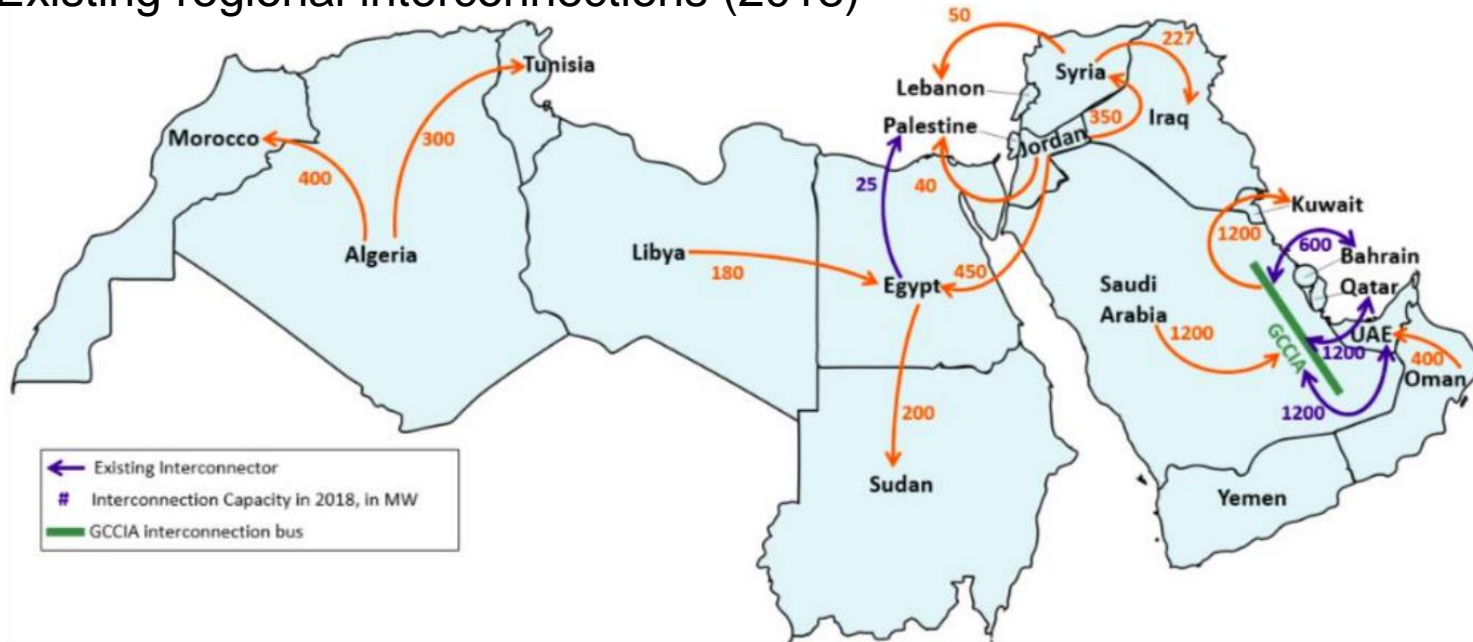 Existing regional interconnections (2018)
50
227
Tunisia
Syria
Lebanon
350
Iraq
Palestine
Morocco
300
Jordan
400
25
40
Kuwait
1200
600
Libya
Bahrain
Algeria
180
450
Egypt
Saudi
Arabia
Qatar
1200
GCCIA
UAE
1200
400
Oman
200
1200
Existing Interconnector
Sudan
# Interconnection Capacity in 2018, in MW
Yemen
GCCIA interconnection bus